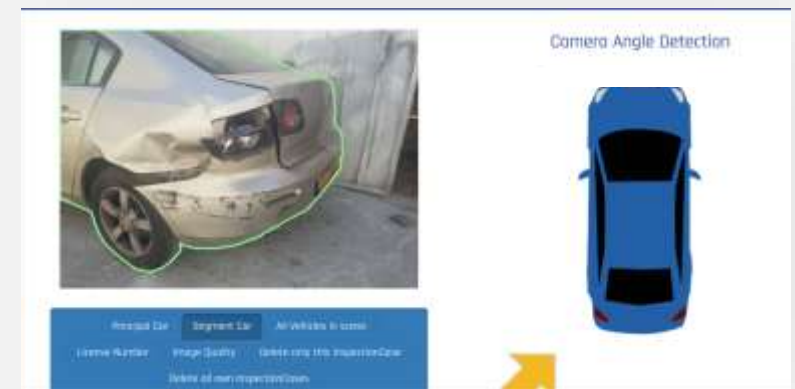 Camera Angle Detection
Principal Car Segment Car All Vehicles in scene
License Number Image Quality Delete only this InspectionCase
Delete all own InspectionCases